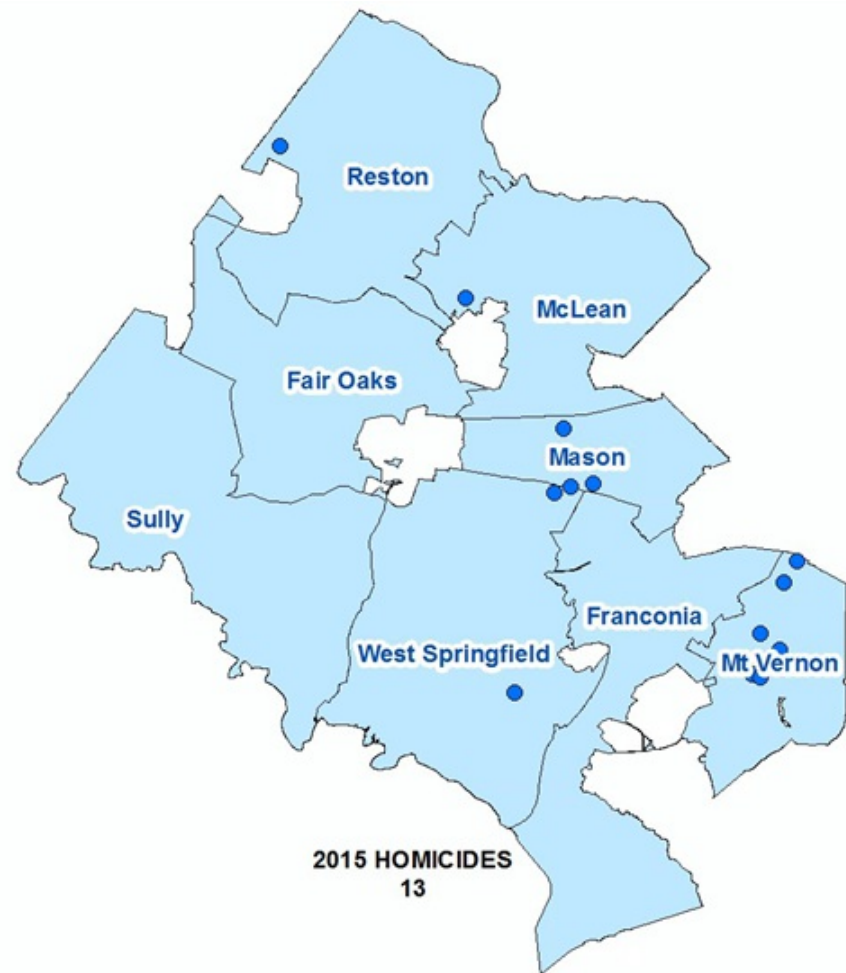 Reston
McLean
Fair Oaks
Mason
Sully
Franconia
West Springfield
Mt Vernon
2015 HOMICIDES
13